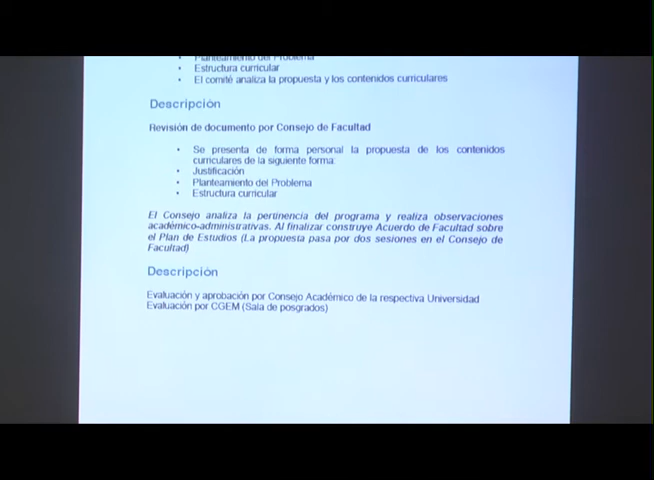 Planteamiento del Problema
• Estructura curricular
• El comité analiza la propuesta y los contenidos curriculares
Descripción
Revisión de documento por Consejo de Facultad
• Se presenta de forma personal la propuesta de los contenidos
curriculares de la siguiente forma:
• Justificación
• Planteamiento del Problema
• Estructura curricular
El Consejo analiza la pertinencia del programa y realiza observaciones
académico-administrativas. Al finalizar construye Acuerdo de Facultad sobre
el Plan de Estudios (La propuesta pasa por dos sesiones en el Consejo de
Facultad)
Descripción
Evaluación y aprobación por Consejo Académico de la respectiva Universidad
Evaluación por CGEM (Sala de posgrados)